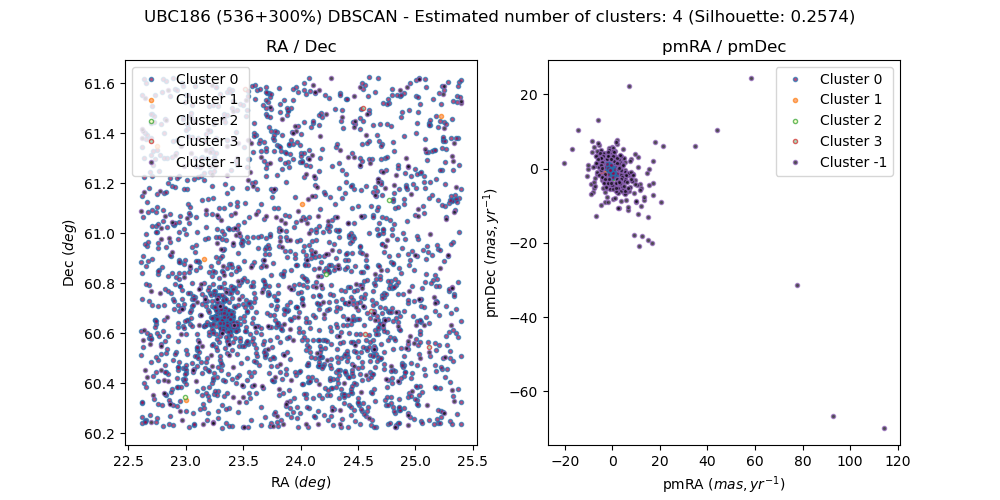 UBC186 (536+300%) DBSCAN - Estimated number of clusters: 4 (Silhouette: 0.2574)
RA / Dec
61.6
61.4
61.2
61.0
60.8
60.6
60.4
60.2
Dec (deg)
22.5 23.0 23.5 24.0 24.5 25.0 25.5
RA (deg)
Cluster 0
Cluster 1
Cluster 2
Cluster 3
Cluster -1
pmRA / pmDec
20
0
−20
−40
−60
pmDec (mas, yr⁻¹)
−20 0 20 40 60 80 100 120
pmRA (mas, yr⁻¹)
Cluster 0
Cluster 1
Cluster 2
Cluster 3
Cluster -1